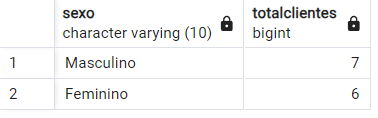 sexo totalclientes
character varying (10) bigint
1 Masculino 7
2 Feminino 6